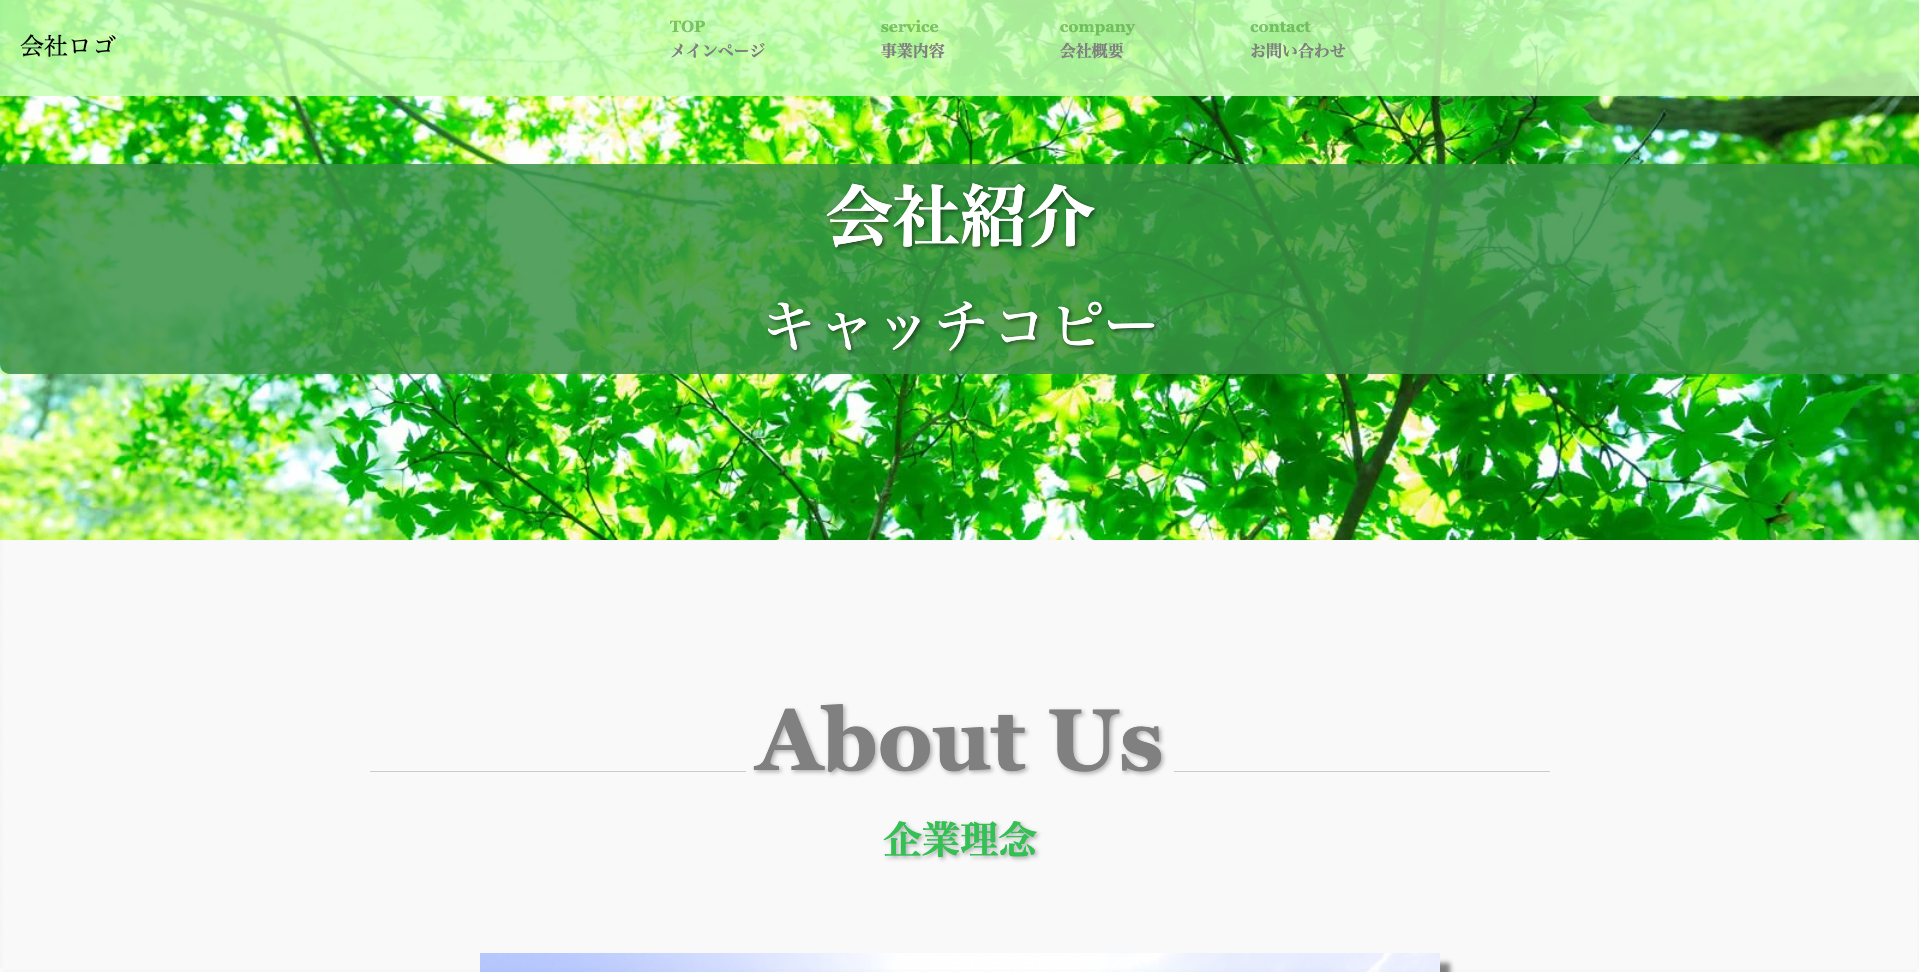 会社ロゴ
TOP
メインページ
service
事業内容
company
会社概要
contact
お問い合わせ
会社紹介
キャッチコピー
About Us
企業理念